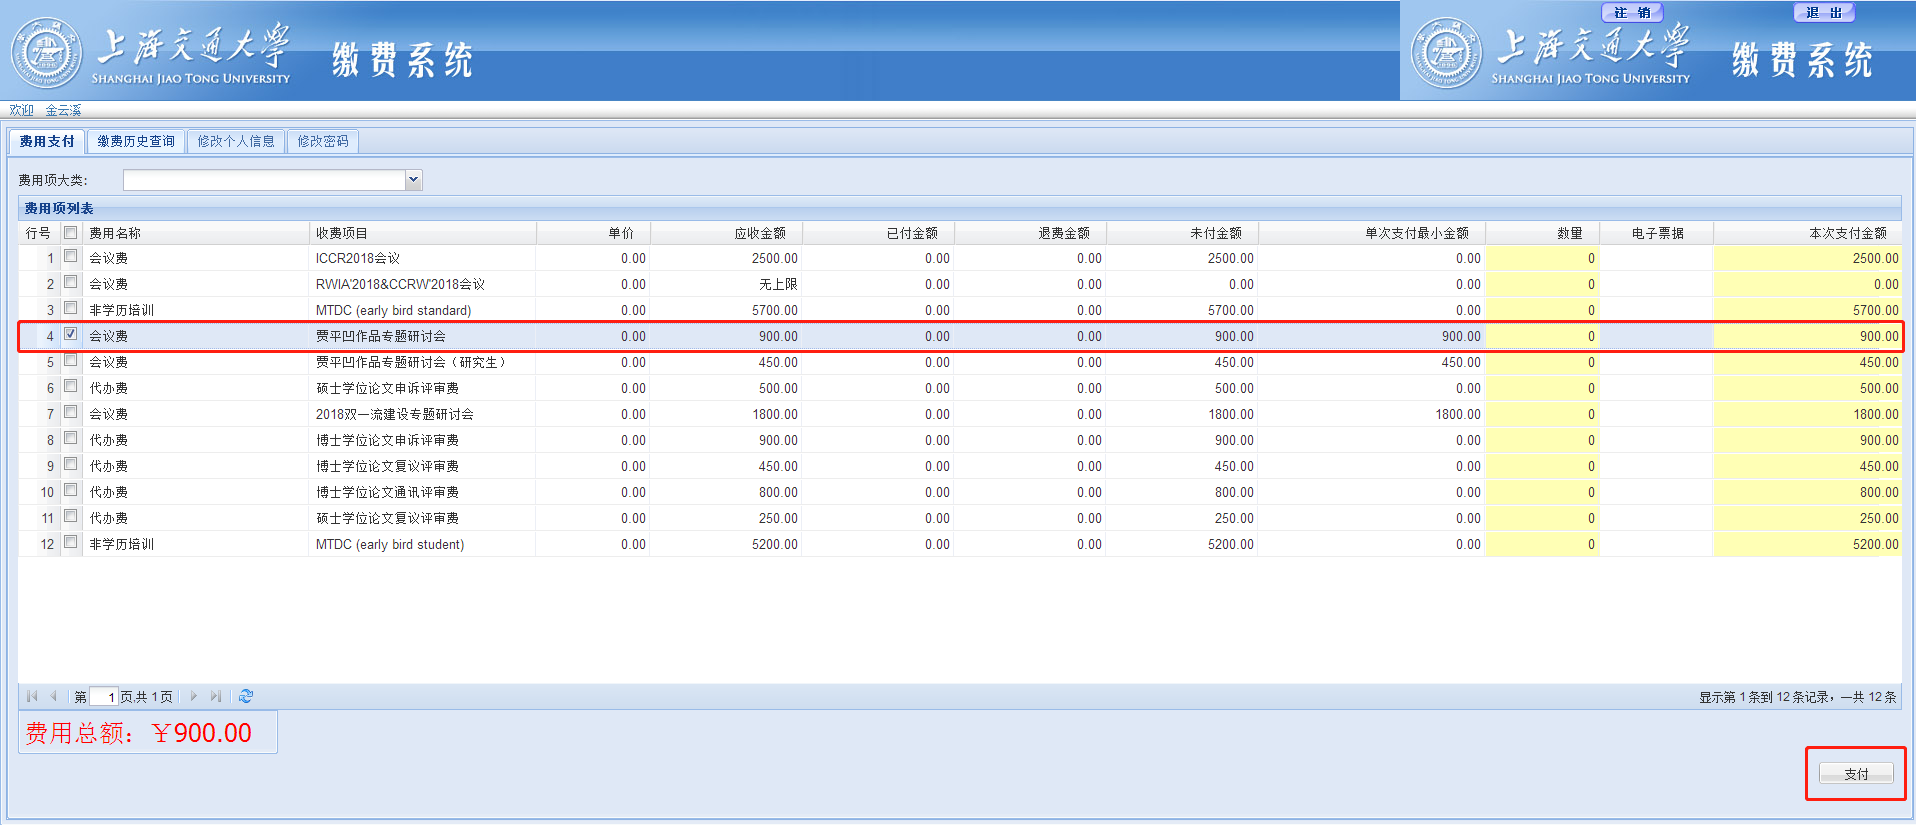 上海交通大学
SHANGHAI JIAO TONG UNIVERSITY
缴费系统
注 销
退 出
上海交通大学
SHANGHAI JIAO TONG UNIVERSITY
缴费系统
欢迎 金云溪
费用支付 缴费历史查询 修改个人信息 修改密码
费用项大类:
费用项列表
行号 费用名称 收费项目 单价 应收金额 已付金额 退费金额 未付金额 单次支付最小金额 数量 电子票据 本次支付金额
1 会议费 ICCR2018会议 0.00 2500.00 0.00 0.00 2500.00 0.00 0 2500.00
2 会议费 RWIA'2018&CCRW'2018会议 0.00 无上限 0.00 0.00 0.00 0.00 0 0.00
3 非学历培训 MTDC (early bird standard) 0.00 5700.00 0.00 0.00 5700.00 0.00 0 5700.00
4 会议费 贾平凹作品专题研讨会 0.00 900.00 0.00 0.00 900.00 900.00 0 900.00
5 会议费 贾平凹作品专题研讨会（研究生） 0.00 450.00 0.00 0.00 450.00 450.00 0 450.00
6 代办费 硕士学位论文申诉评审费 0.00 500.00 0.00 0.00 500.00 0.00 0 500.00
7 会议费 2018双一流建设专题研讨会 0.00 1800.00 0.00 0.00 1800.00 1800.00 0 1800.00
8 代办费 博士学位论文申诉评审费 0.00 900.00 0.00 0.00 900.00 0.00 0 900.00
9 代办费 博士学位论文复议评审费 0.00 450.00 0.00 0.00 450.00 0.00 0 450.00
10 代办费 博士学位论文通讯评审费 0.00 800.00 0.00 0.00 800.00 0.00 0 800.00
11 代办费 硕士学位论文复议评审费 0.00 250.00 0.00 0.00 250.00 0.00 0 250.00
12 非学历培训 MTDC (early bird student) 0.00 5200.00 0.00 0.00 5200.00 0.00 0 5200.00
第 1 页,共 1 页
显示第 1 条到 12 条记录，一共 12 条
费用总额：￥900.00
支付